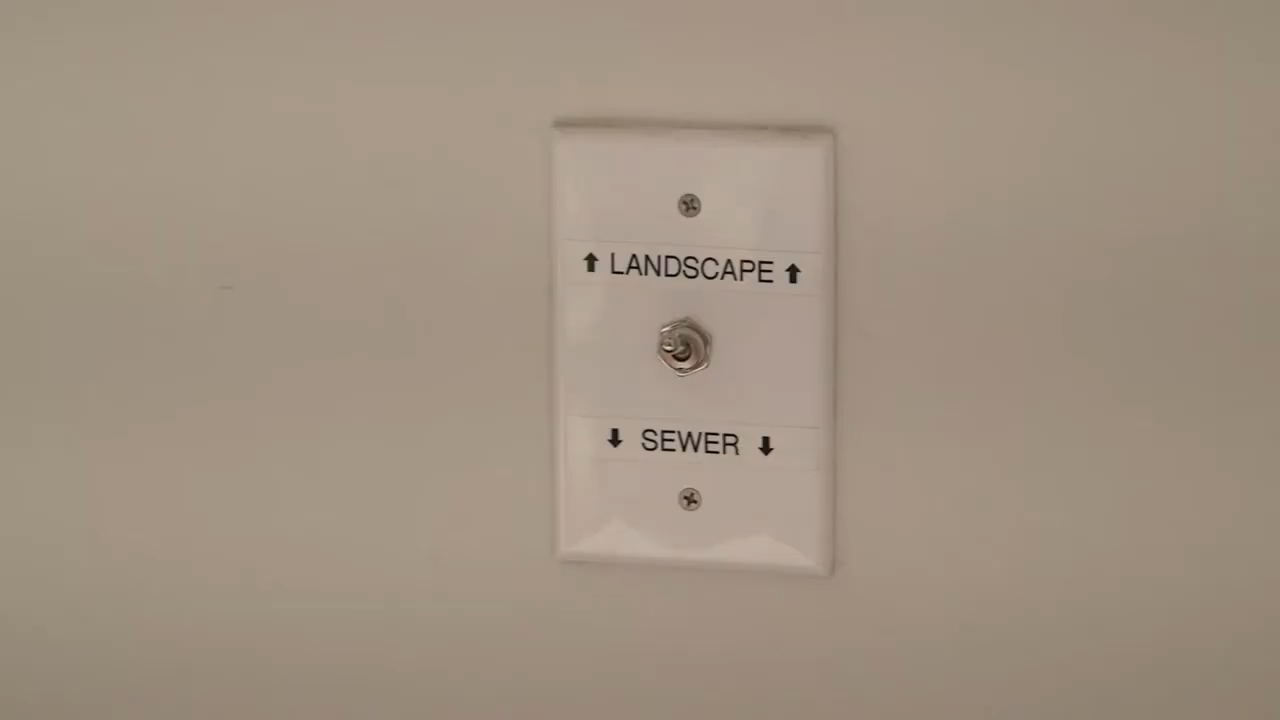 ⬆ LANDSCAPE ⬆
⬇ SEWER ⬇